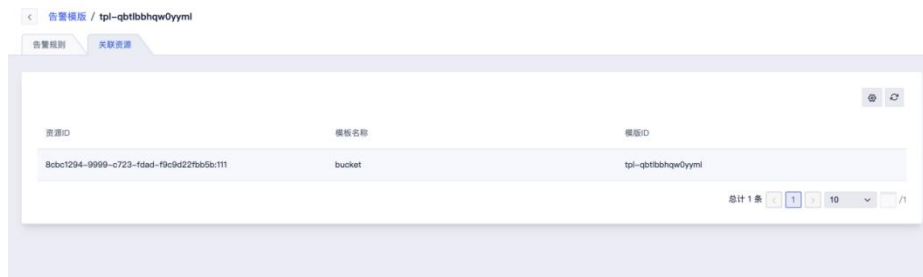 < 告警模版 / tpl-qbtlbbhqw0yyml
告警规则 关联资源
资源ID 模板名称 模版ID
8cbc1294-9999-c723-fdad-f9c9d22fbb5b:111 bucket tpl-qbtlbbhqw0yyml
总计 1 条 < 1 > 10 /1